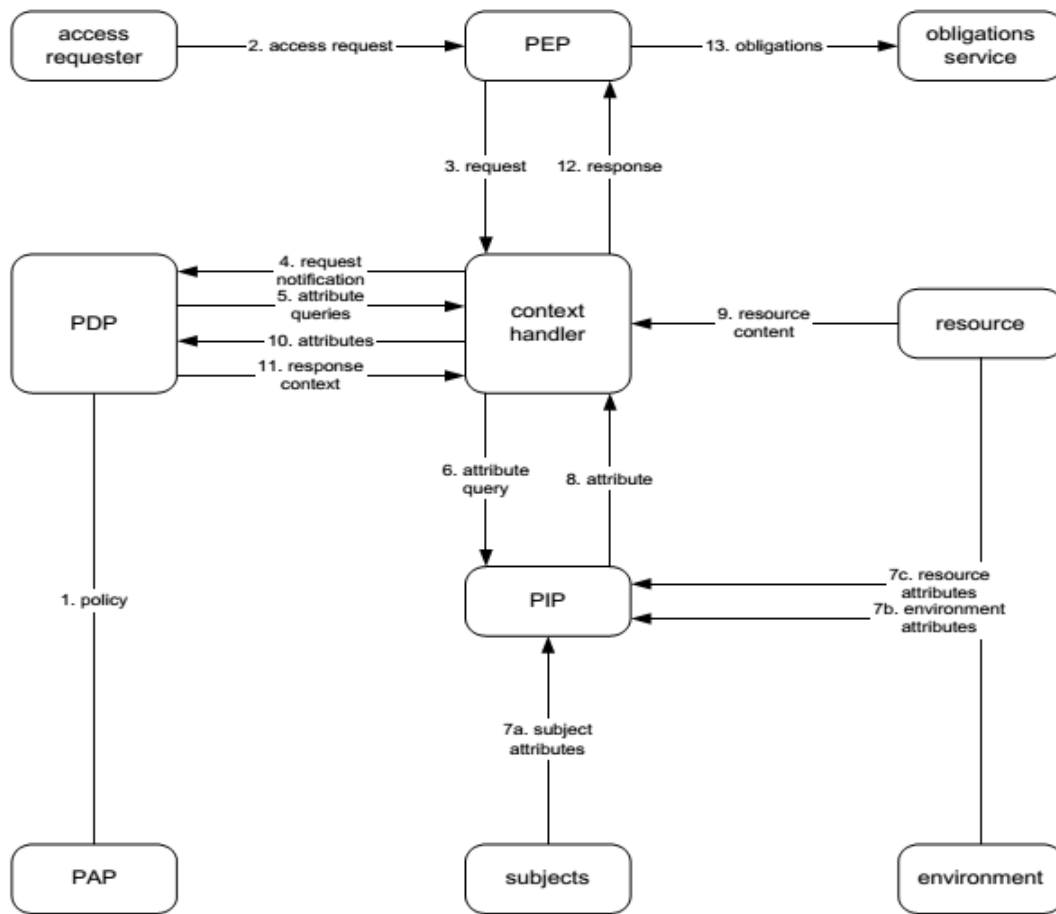 access
requester
2. access request
PEP
13. obligations
obligations
service
3. request
12. response
PDP
4. request
notification
5. attribute
queries
10. attributes
11. response
context
context
handler
9. resource
content
resource
6. attribute
query
8. attribute
1. policy
PIP
7c. resource
attributes
7b. environment
attributes
7a. subject
attributes
PAP
subjects
environment